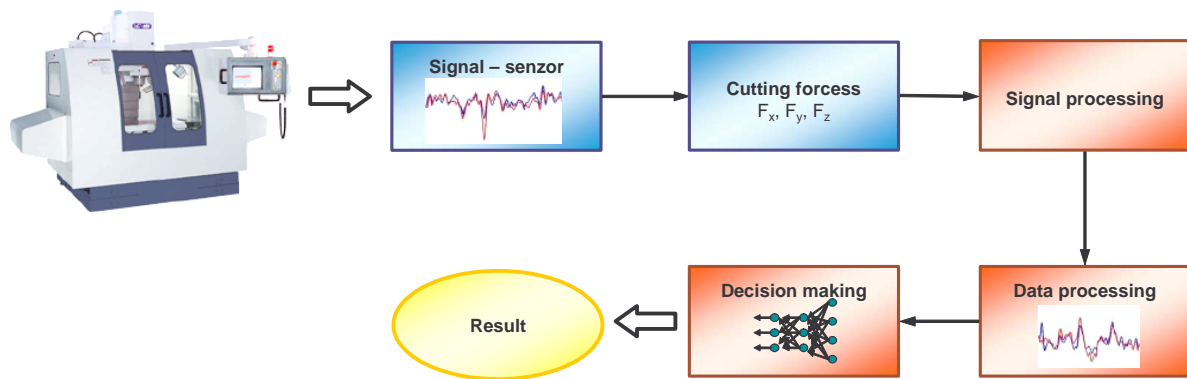 Signal – senzor
Cutting forcess
Fx, Fy, Fz
Signal processing
Data processing
Decision making
Result